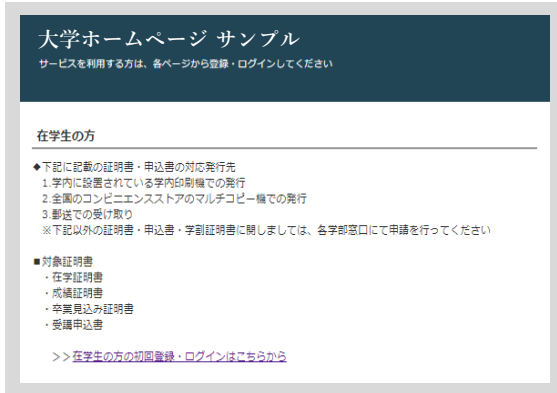 大学ホームページ サンプル
サービスを利用する方は、各ページから登録・ログインしてください
在学生の方
◆下記に記載の証明書・申込書の対応発行先
1.学内に設置されている学内印刷機での発行
2.全国のコンビニエンスストアのマルチコピー機での発行
3.郵送での受け取り
※下記以外の証明書・申込書・学割証明書に関しましては、各学部窓口にて申請を行ってください
■対象証明書
・在学証明書
・成績証明書
・卒業見込み証明書
・受講申込書
>>在学生の方の初回登録・ログインはこちらから